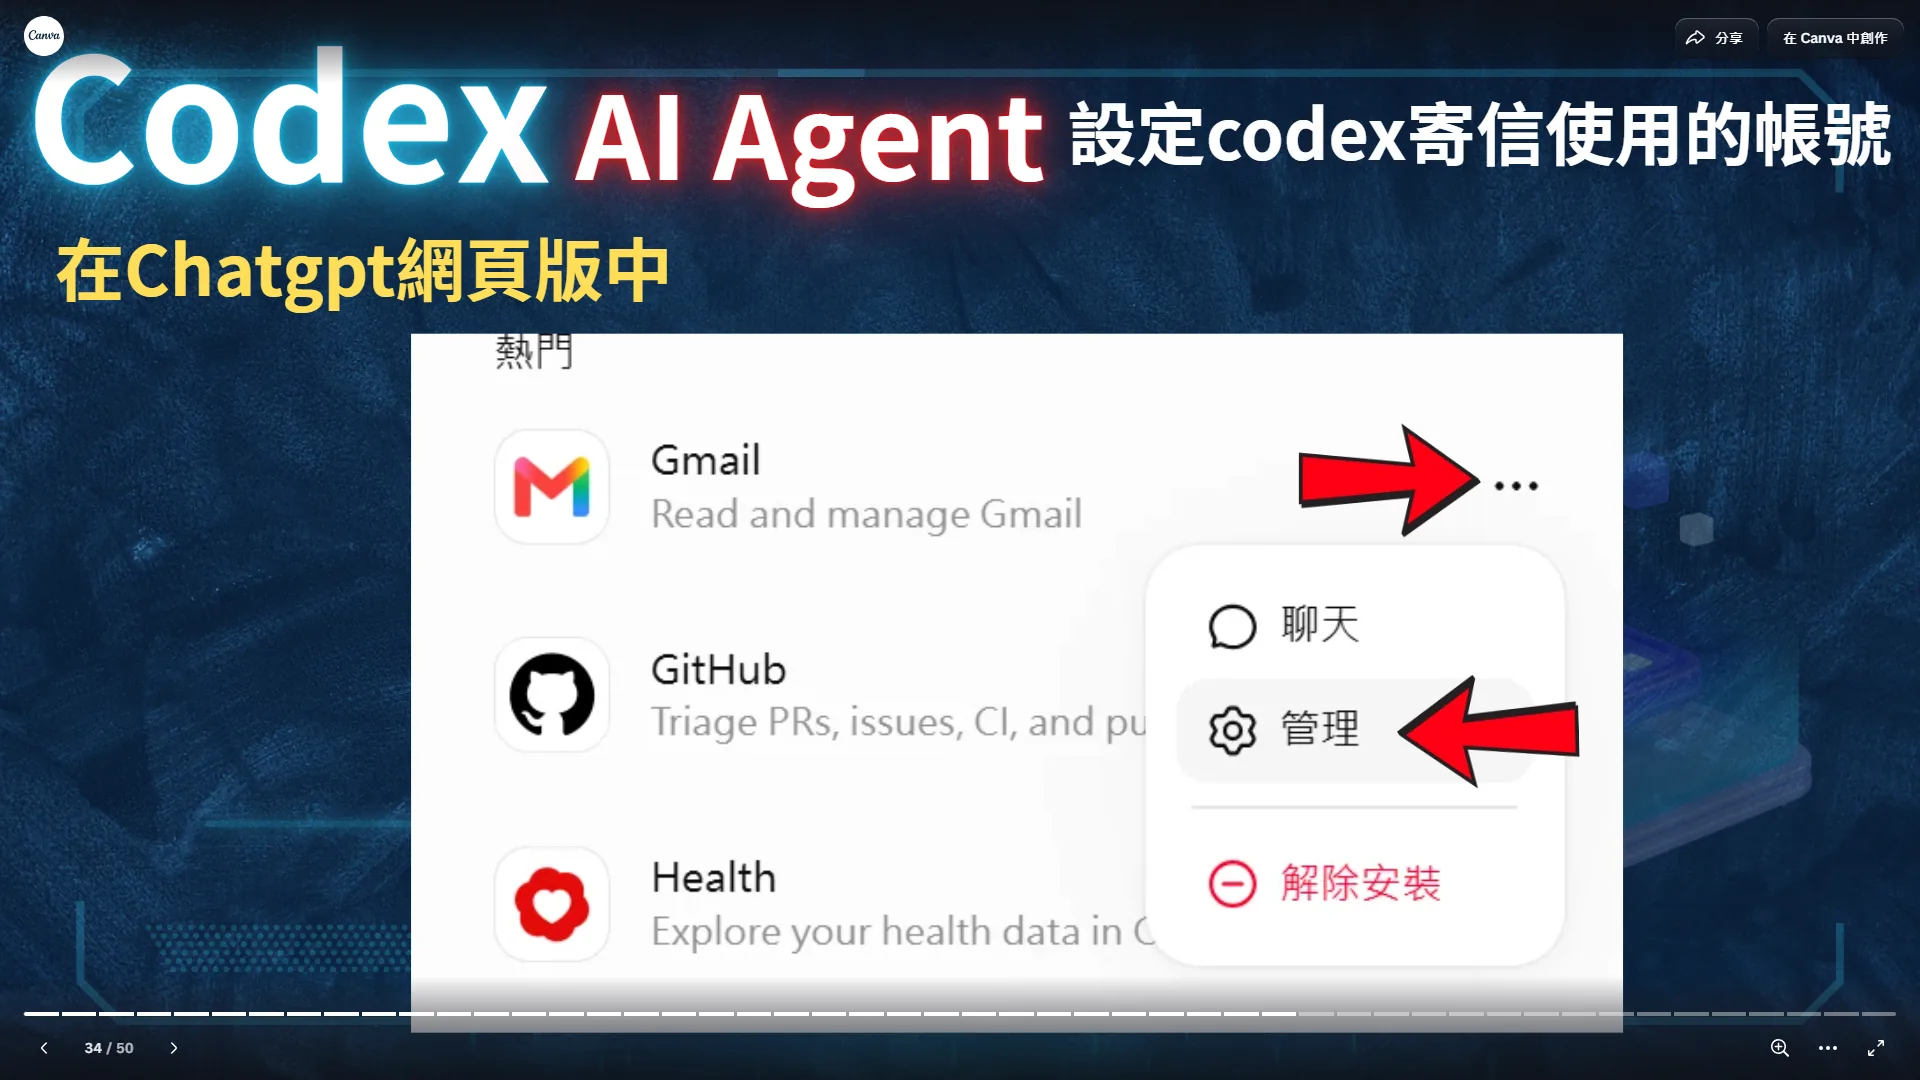 Canva
分享
在 Canva 中創作
Codex AI Agent 設定codex寄信使用的帳號
在Chatgpt網頁版中
熱門
Gmail
Read and manage Gmail
聊天
GitHub
Triage PRs, issues, CI, and pu
管理
Health
Explore your health data in C
解除安裝
34 / 50